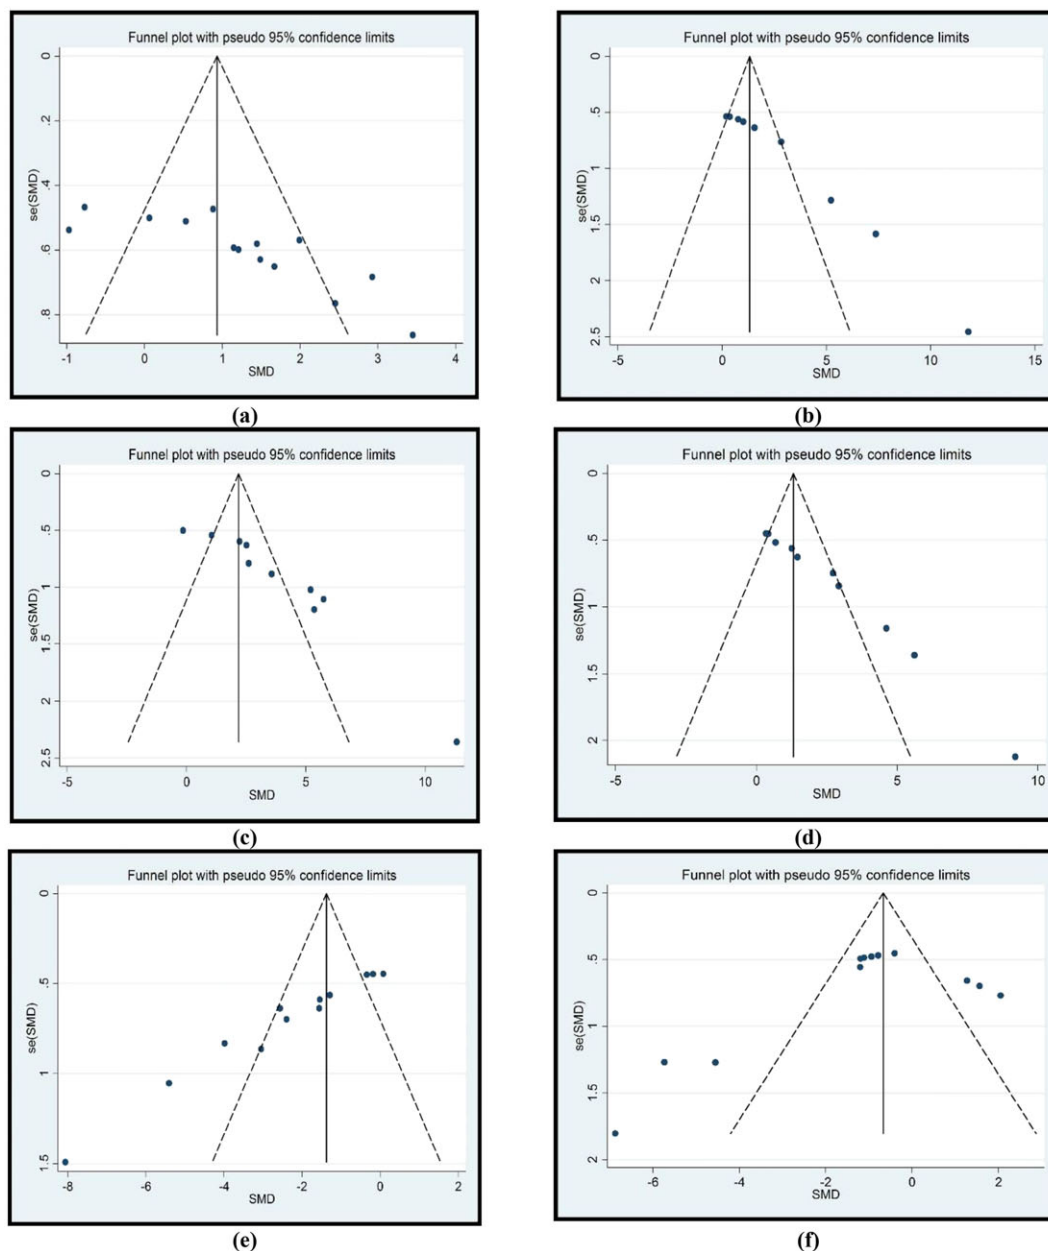 Funnel plot with pseudo 95% confidence limits
0
.2
.4
.6
.8
se(SMD)
-1 0 1 2 3 4
SMD
(a)
Funnel plot with pseudo 95% confidence limits
0
.5
1
1.5
2
2.5
se(SMD)
-5 0 5 10 15
SMD
(b)
Funnel plot with pseudo 95% confidence limits
0
.5
1
1.5
2
2.5
se(SMD)
-5 0 5 10
SMD
(c)
Funnel plot with pseudo 95% confidence limits
0
.5
1
1.5
2
se(SMD)
-5 0 5 10
SMD
(d)
Funnel plot with pseudo 95% confidence limits
0
.5
1
1.5
se(SMD)
-8 -6 -4 -2 0 2
SMD
(e)
Funnel plot with pseudo 95% confidence limits
0
.5
1
1.5
2
se(SMD)
-6 -4 -2 0 2
SMD
(f)